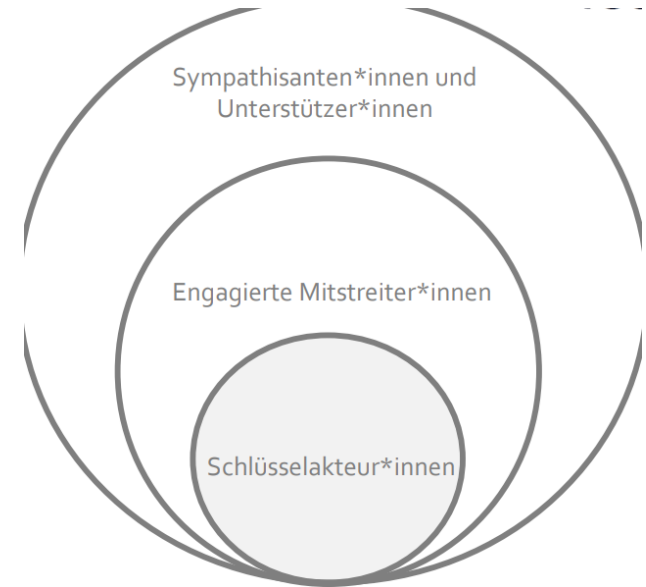 Sympathisanten*innen und
Unterstützer*innen
Engagierte Mitstreiter*innen
Schlüsselakteur*innen